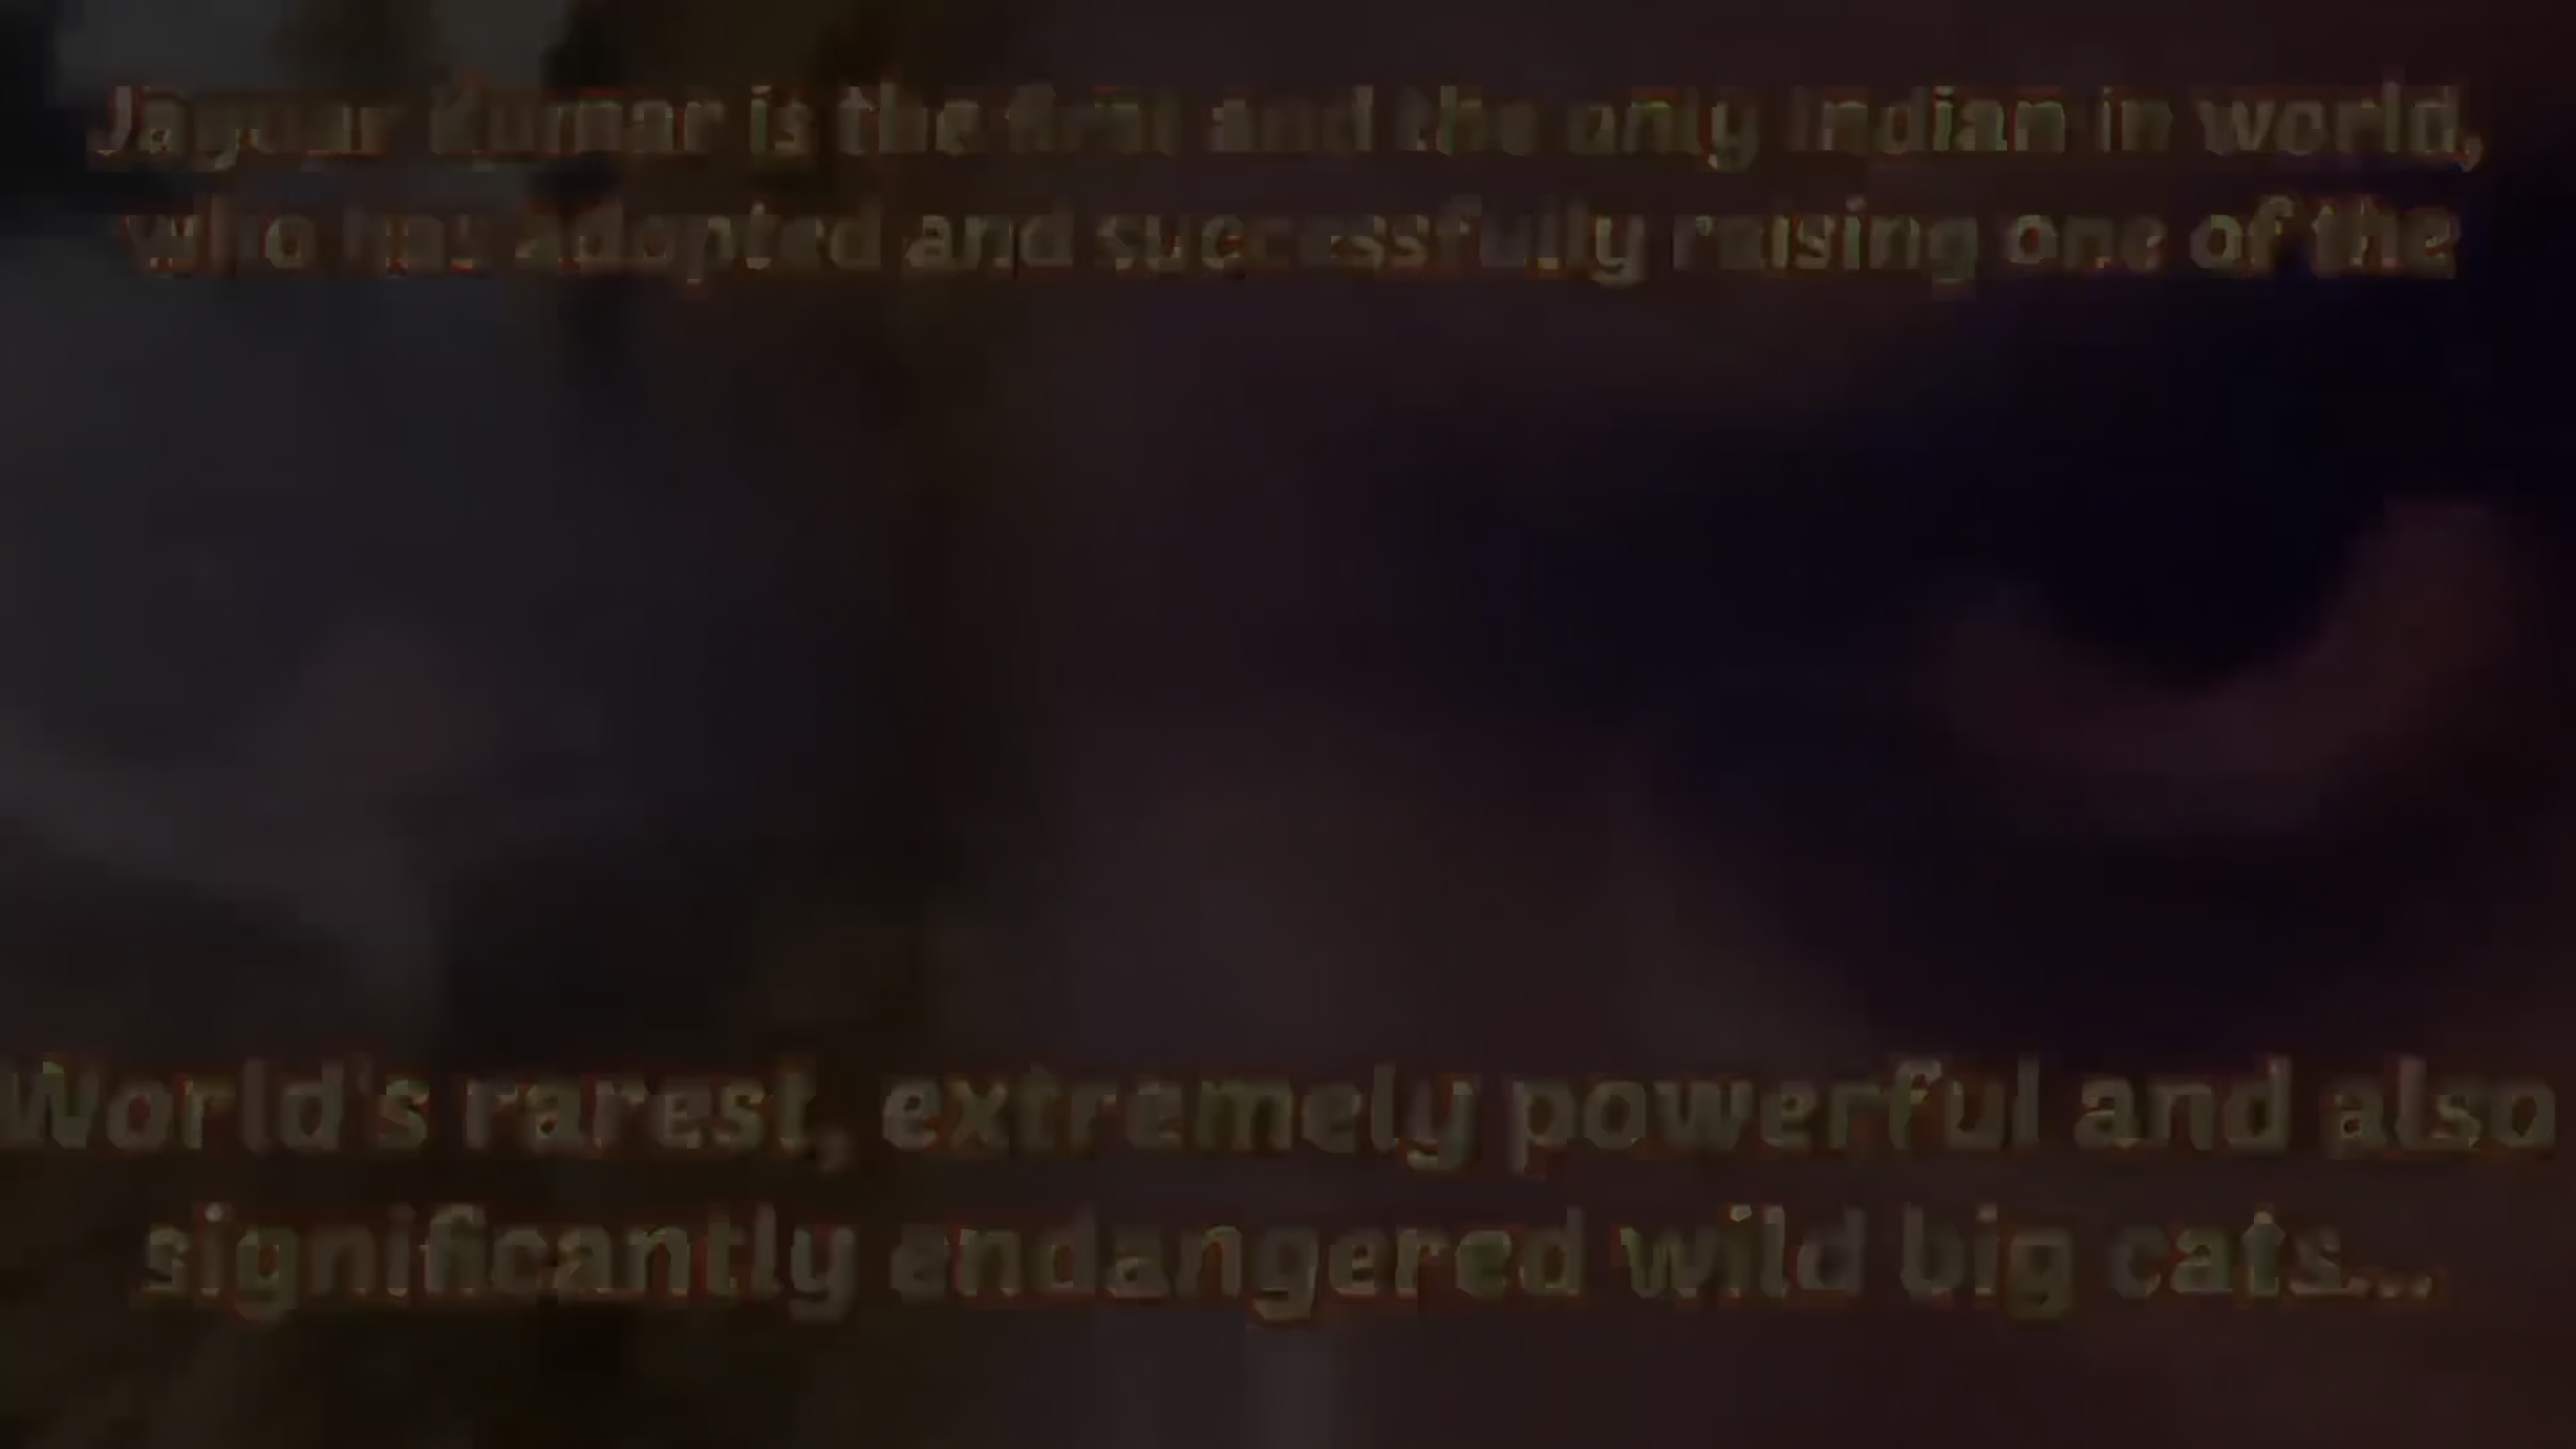 Jaguar Kumar is the first and the only Indian in world,
who has adopted and successfully raising one of the
World's rarest, extremely powerful and also
significantly endangered wild big cats...